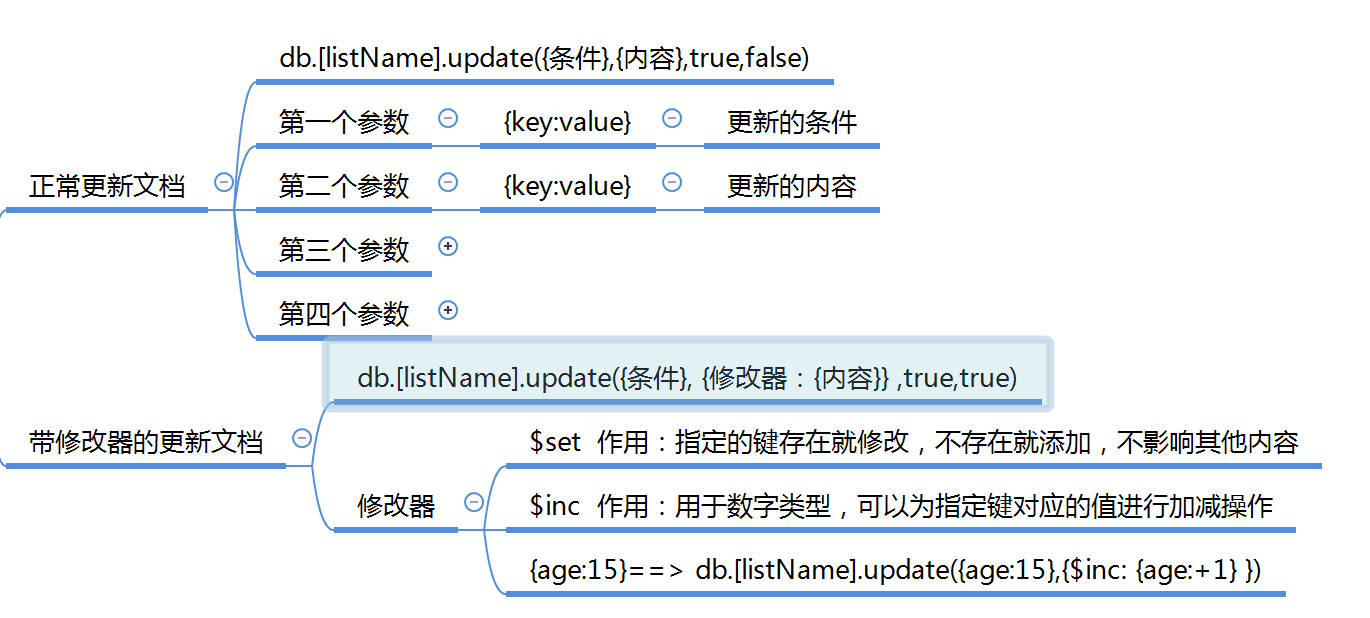 db.[listName].update({条件},{内容},true,false)
第一个参数 {key:value} 更新的条件
正常更新文档 第二个参数 {key:value} 更新的内容
第三个参数
第四个参数
db.[listName].update({条件}, {修改器：{内容}} ,true,true)
带修改器的更新文档 $set 作用：指定的键存在就修改，不存在就添加，不影响其他内容
修改器 $inc 作用：用于数字类型，可以为指定键对应的值进行加减操作
{age:15}==> db.[listName].update({age:15},{$inc: {age:+1} })